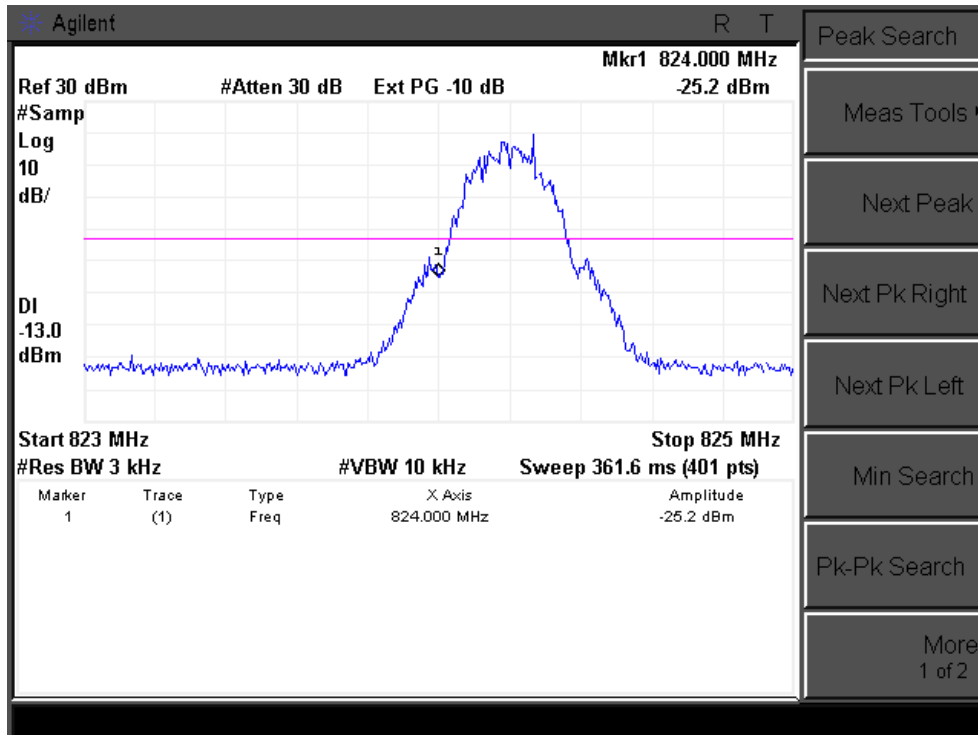 Agilent R T
Peak Search
Mkr1 824.000 MHz
Ref 30 dBm #Atten 30 dB Ext PG -10 dB -25.2 dBm
#Samp
Log
10
dB/
1
DI
-13.0
dBm
Start 823 MHz Stop 825 MHz
#Res BW 3 kHz #VBW 10 kHz Sweep 361.6 ms (401 pts)
Marker Trace Type X Axis Amplitude
1 (1) Freq 824.000 MHz -25.2 dBm
Meas Tools
Next Peak
Next Pk Right
Next Pk Left
Min Search
Pk-Pk Search
More
1 of 2